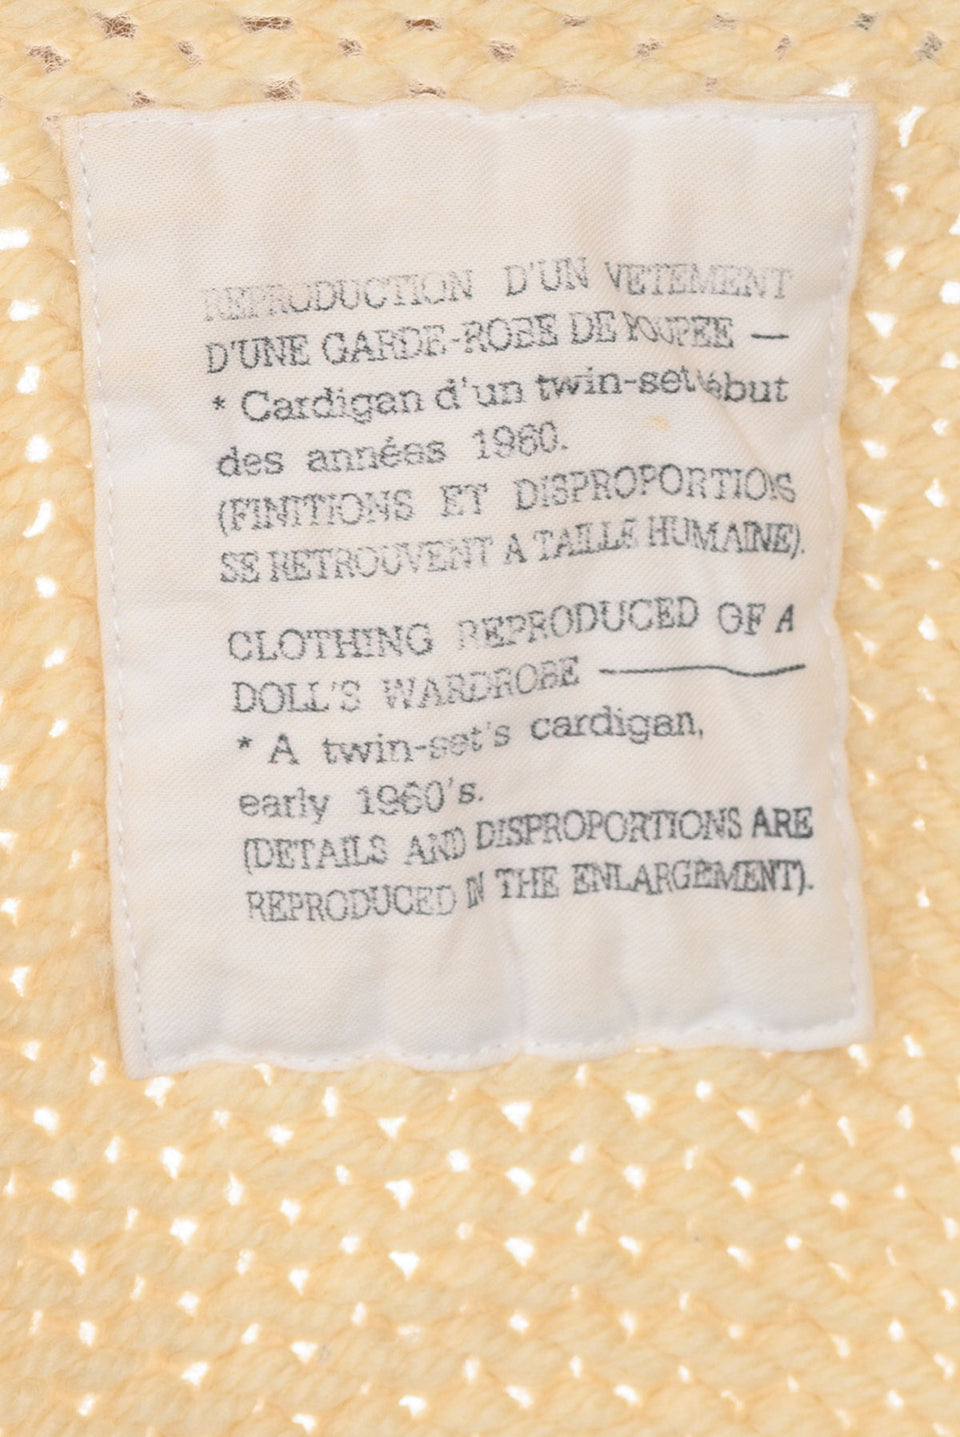 REPRODUCTION D'UN VETEMENT
D'UNE GARDE-ROBE DE POUPEE —
* Cardigan d'un twin-set ébut
des années 1960.
(FINITIONS ET DISPROPORTIONS
SE RETROUVENT A TAILLE HUMAINE).
CLOTHING REPRODUCED OF A
DOLL'S WARDROBE —
* A twin-set's cardigan,
early 1960's.
(DETAILS AND DISPROPORTIONS ARE
REPRODUCED IN THE ENLARGEMENT).